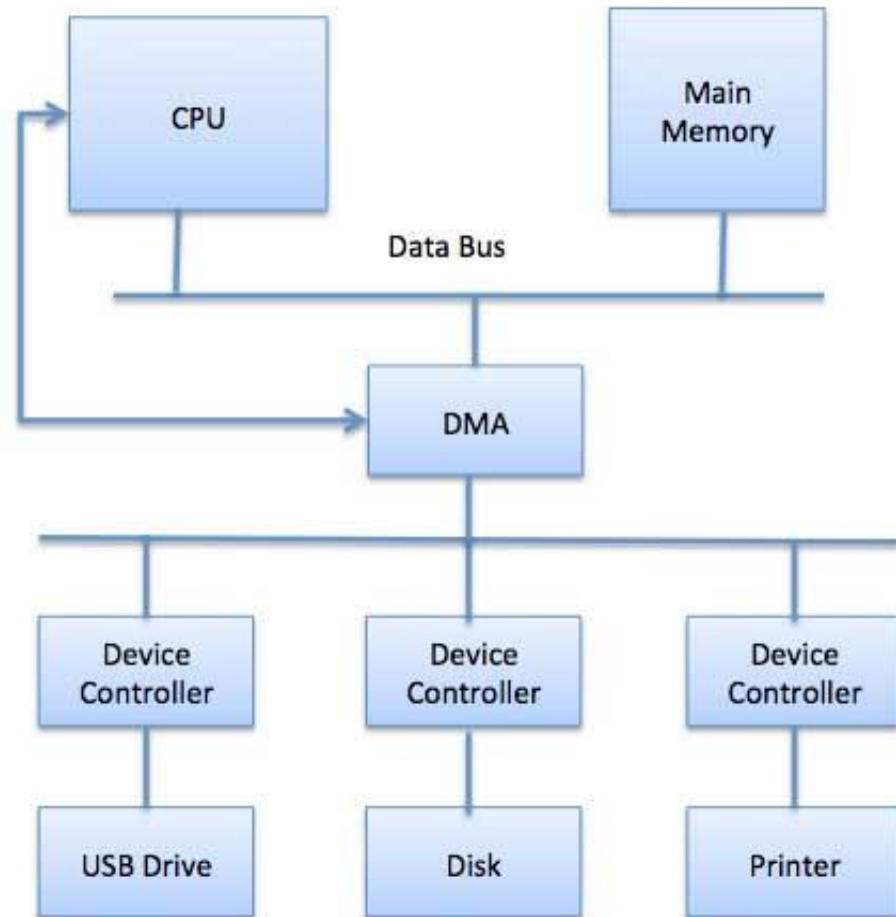 CPU
Main
Memory
Data Bus
DMA
Device
Controller
Device
Controller
Device
Controller
USB Drive
Disk
Printer